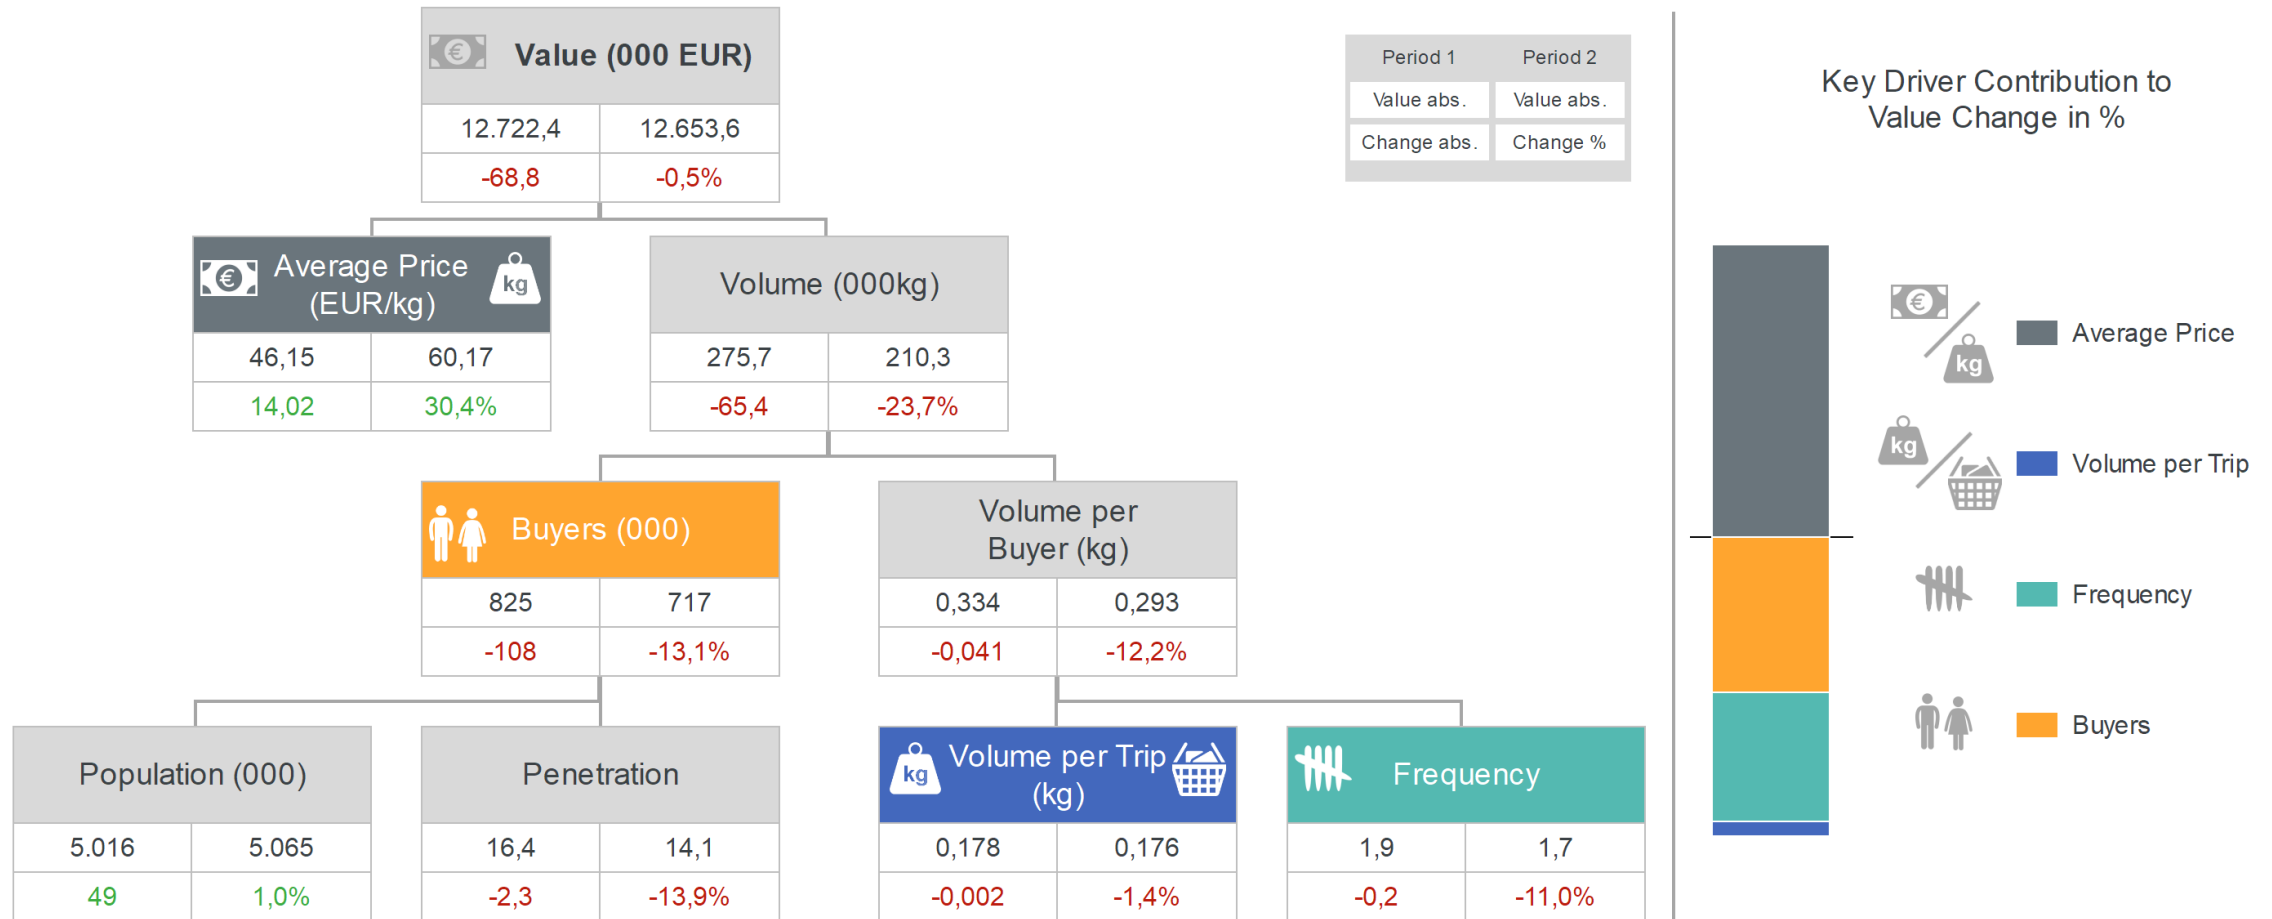 Value (000 EUR)
12.722,4 12.653,6
-68,8 -0,5%
Period 1 Period 2
Value abs. Value abs.
Change abs. Change %
Key Driver Contribution to
Value Change in %
Average Price
(EUR/kg)
kg
46,15 60,17
14,02 30,4%
Volume (000kg)
275,7 210,3
-65,4 -23,7%
Buyers (000)
825 717
-108 -13,1%
Volume per
Buyer (kg)
0,334 0,293
-0,041 -12,2%
Population (000)
5.016 5.065
49 1,0%
Penetration
16,4 14,1
-2,3 -13,9%
kg
Volume per Trip
(kg)
0,178 0,176
-0,002 -1,4%
Frequency
1,9 1,7
-0,2 -11,0%
€
kg
Average Price
kg
Volume per Trip
Frequency
Buyers